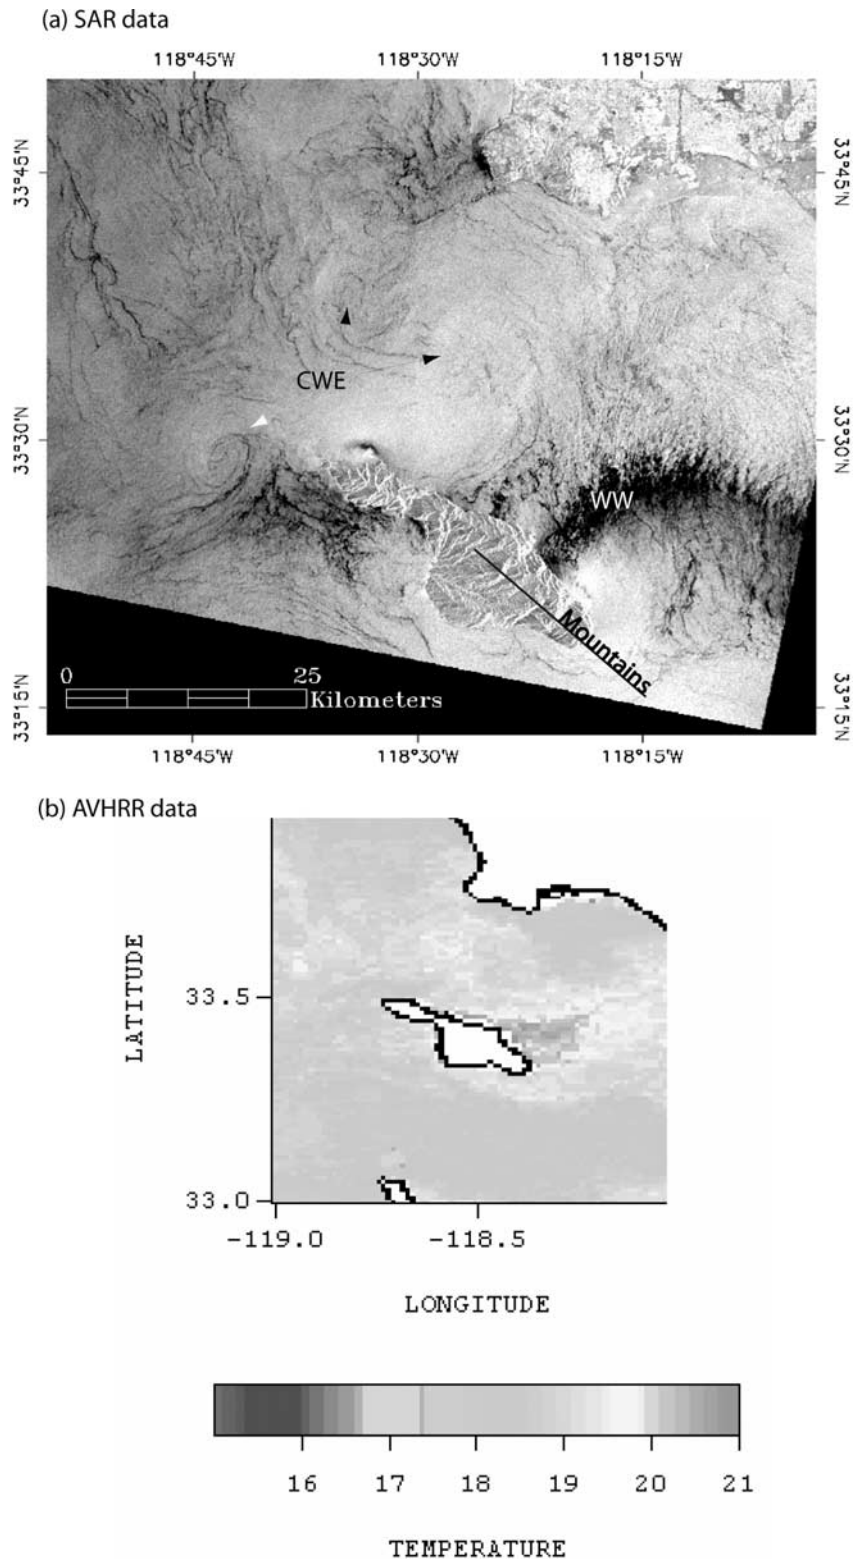 (a) SAR data
118°45'W 118°30'W 118°15'W
33°45'N 33°45'N
CWE
33°30'N 33°30'N
WW
Mountains
0 25
Kilometers
33°15'N 33°15'N
118°45'W 118°30'W 118°15'W
(b) AVHRR data
LATITUDE
33.5
33.0
-119.0 -118.5
LONGITUDE
16 17 18 19 20 21
TEMPERATURE